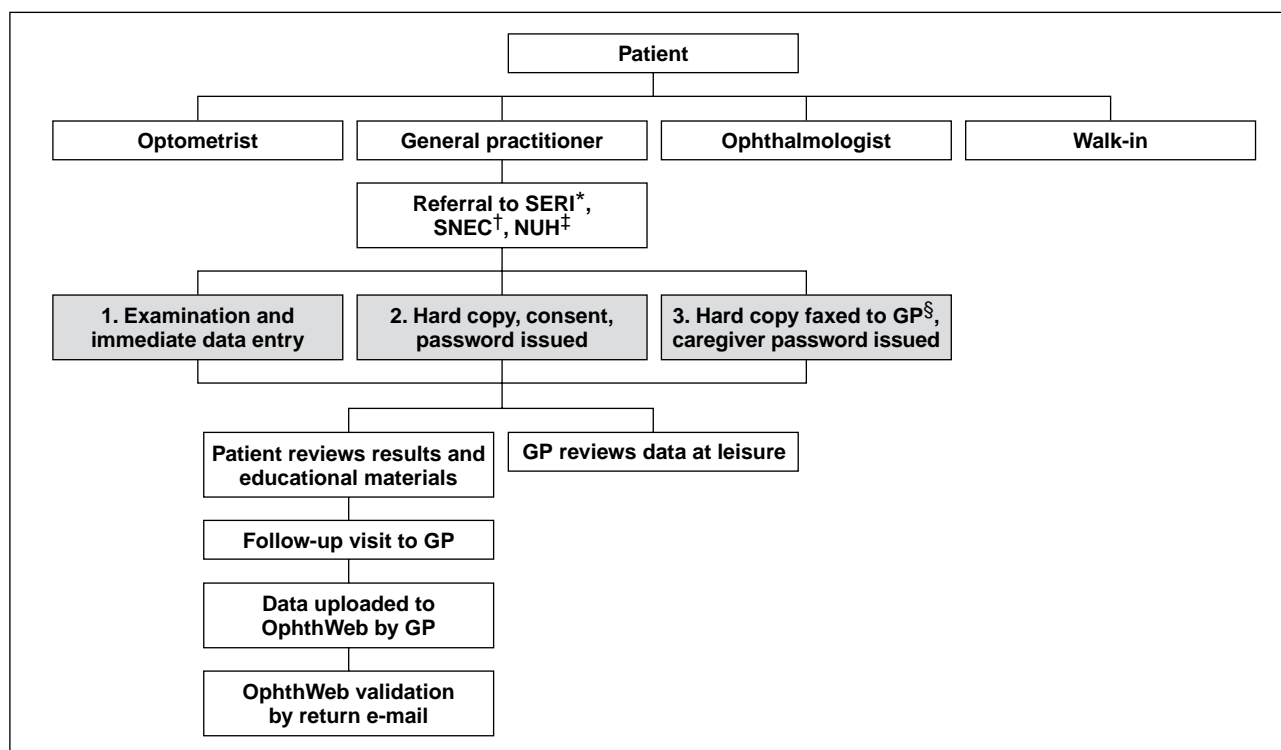 Patient
Optometrist
General practitioner
Ophthalmologist
Walk-in
Referral to SERI*,
SNEC†, NUH‡
1. Examination and
immediate data entry
2. Hard copy, consent,
password issued
3. Hard copy faxed to GP§,
caregiver password issued
Patient reviews results and
educational materials
GP reviews data at leisure
Follow-up visit to GP
Data uploaded to
OphthWeb by GP
OphthWeb validation
by return e-mail